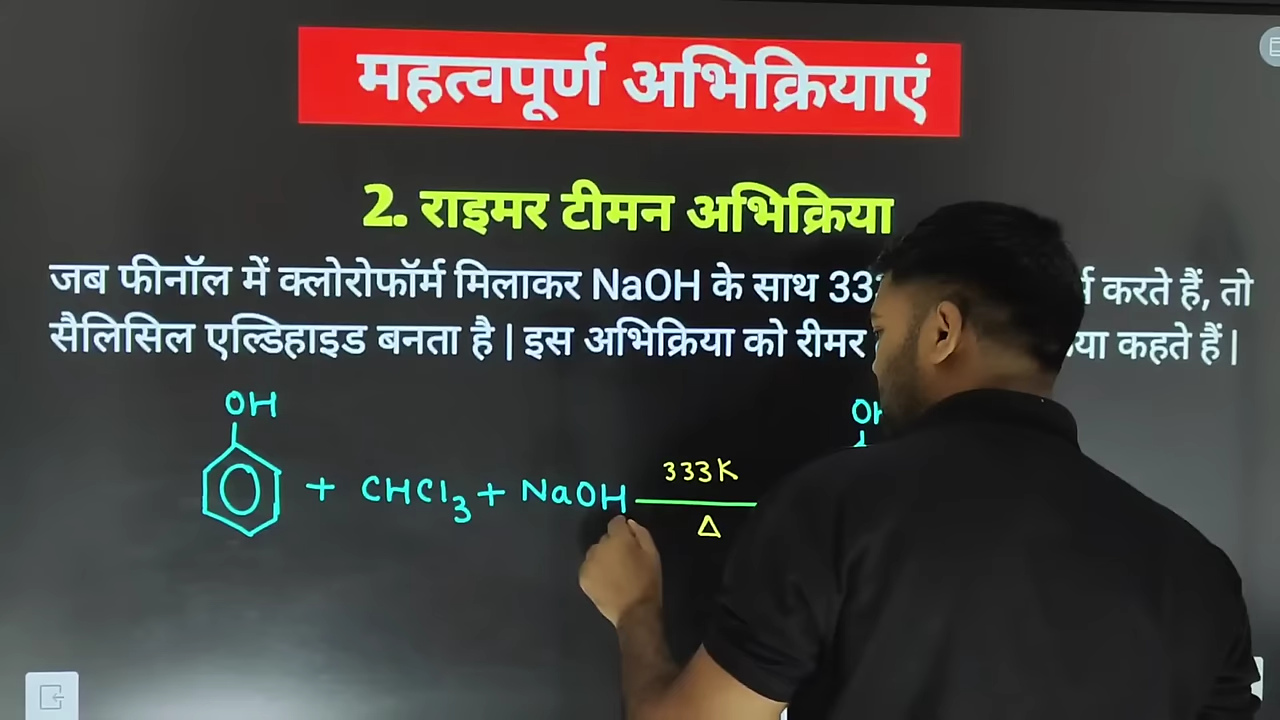 महत्वपूर्ण अभिक्रियाएं
2. राइमर टीमन अभिक्रिया
जब फीनॉल में क्लोरोफॉर्म मिलाकर NaOH के साथ करते हैं, तो
सैलिसिल एल्डिहाइड बनता है | इस अभिक्रिया को रीमर कहते हैं |
OH
333K
+ CHCl₃ + NaOH
Δ